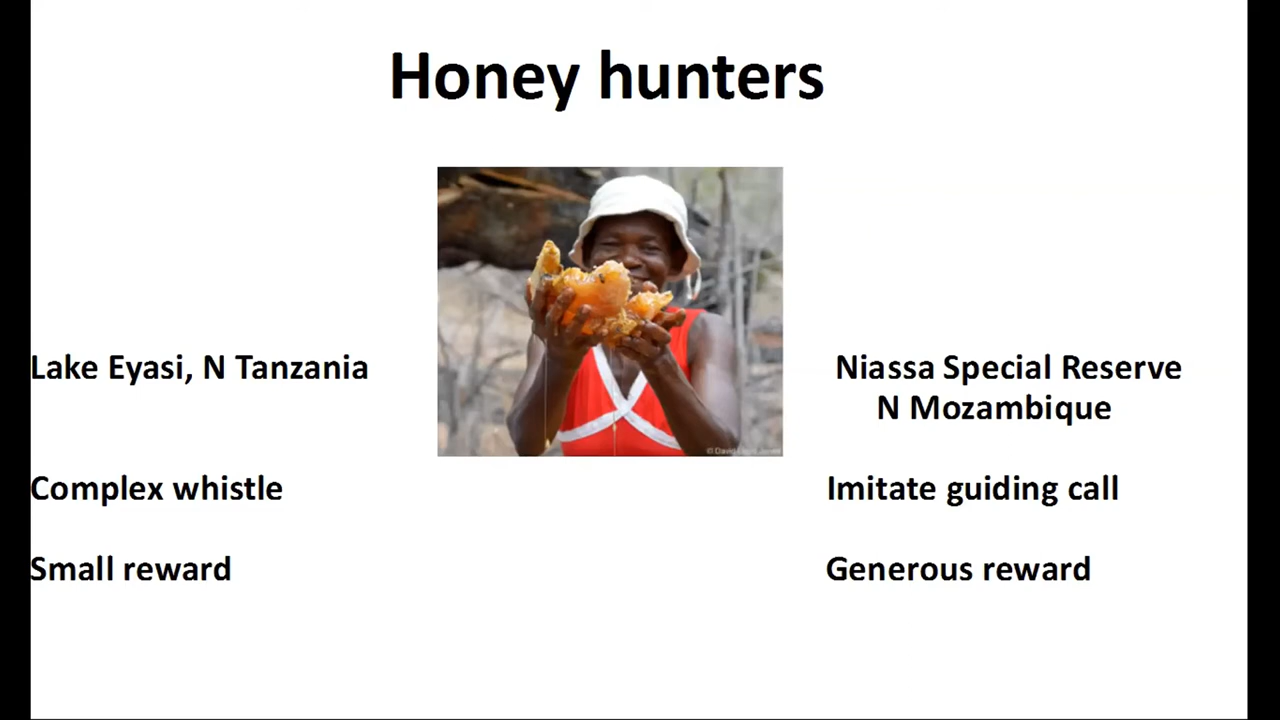 Honey hunters
Lake Eyasi, N Tanzania
Niassa Special Reserve
N Mozambique
Complex whistle
Imitate guiding call
Small reward
Generous reward